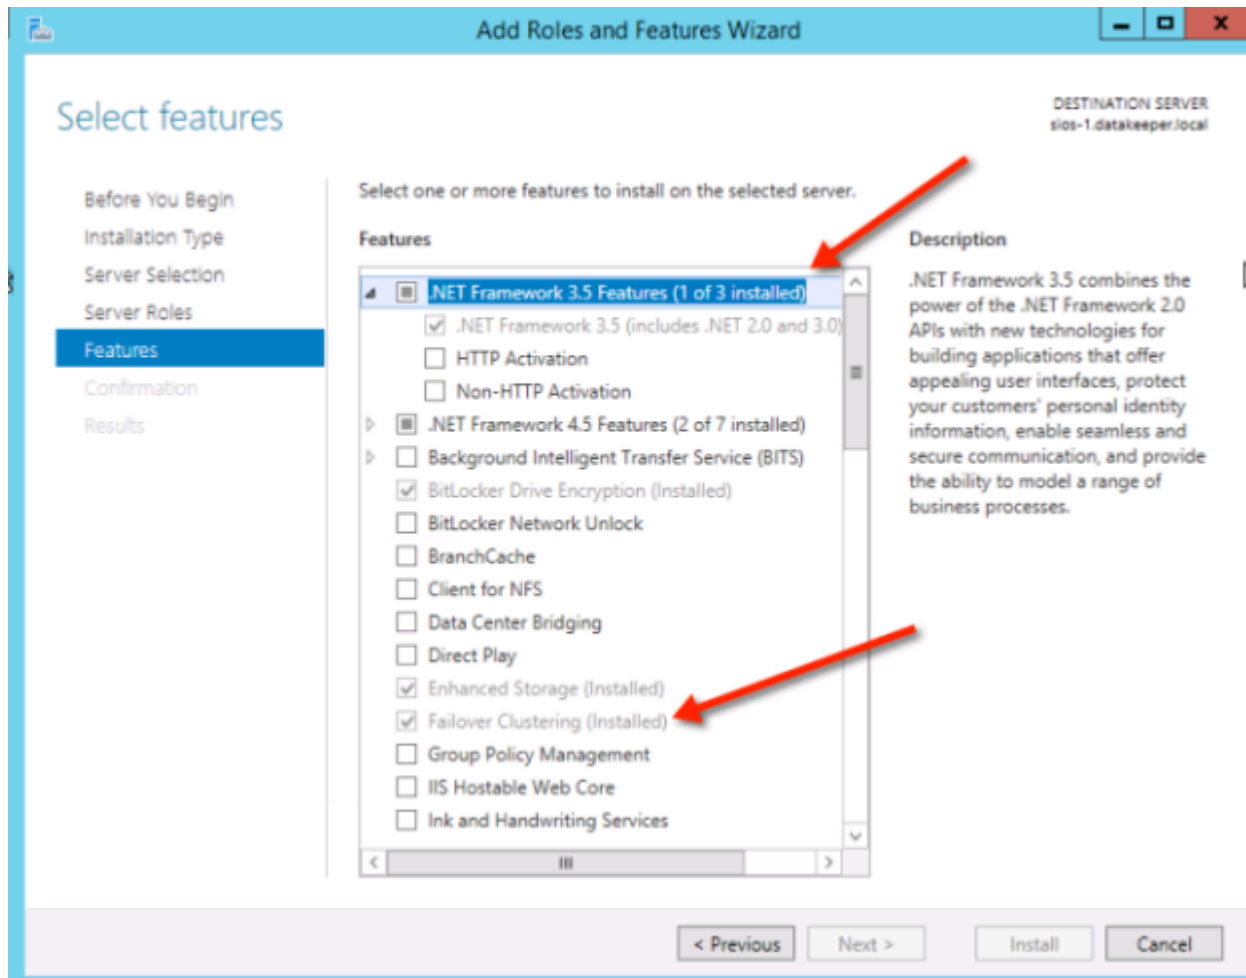 Add Roles and Features Wizard
Select features
DESTINATION SERVER
sios-1.datakeeper.local
Before You Begin
Installation Type
Server Selection
Server Roles
Features
Confirmation
Results
Select one or more features to install on the selected server.
Features
.NET Framework 3.5 Features (1 of 3 installed)
.NET Framework 3.5 (includes .NET 2.0 and 3.0)
HTTP Activation
Non-HTTP Activation
.NET Framework 4.5 Features (2 of 7 installed)
Background Intelligent Transfer Service (BITS)
BitLocker Drive Encryption (Installed)
BitLocker Network Unlock
BranchCache
Client for NFS
Data Center Bridging
Direct Play
Enhanced Storage (Installed)
Failover Clustering (Installed)
Group Policy Management
IIS Hostable Web Core
Ink and Handwriting Services
Description
.NET Framework 3.5 combines the
power of the .NET Framework 2.0
APIs with new technologies for
building applications that offer
appealing user interfaces, protect
your customers' personal identity
information, enable seamless and
secure communication, and provide
the ability to model a range of
business processes.
< Previous
Next >
Install
Cancel